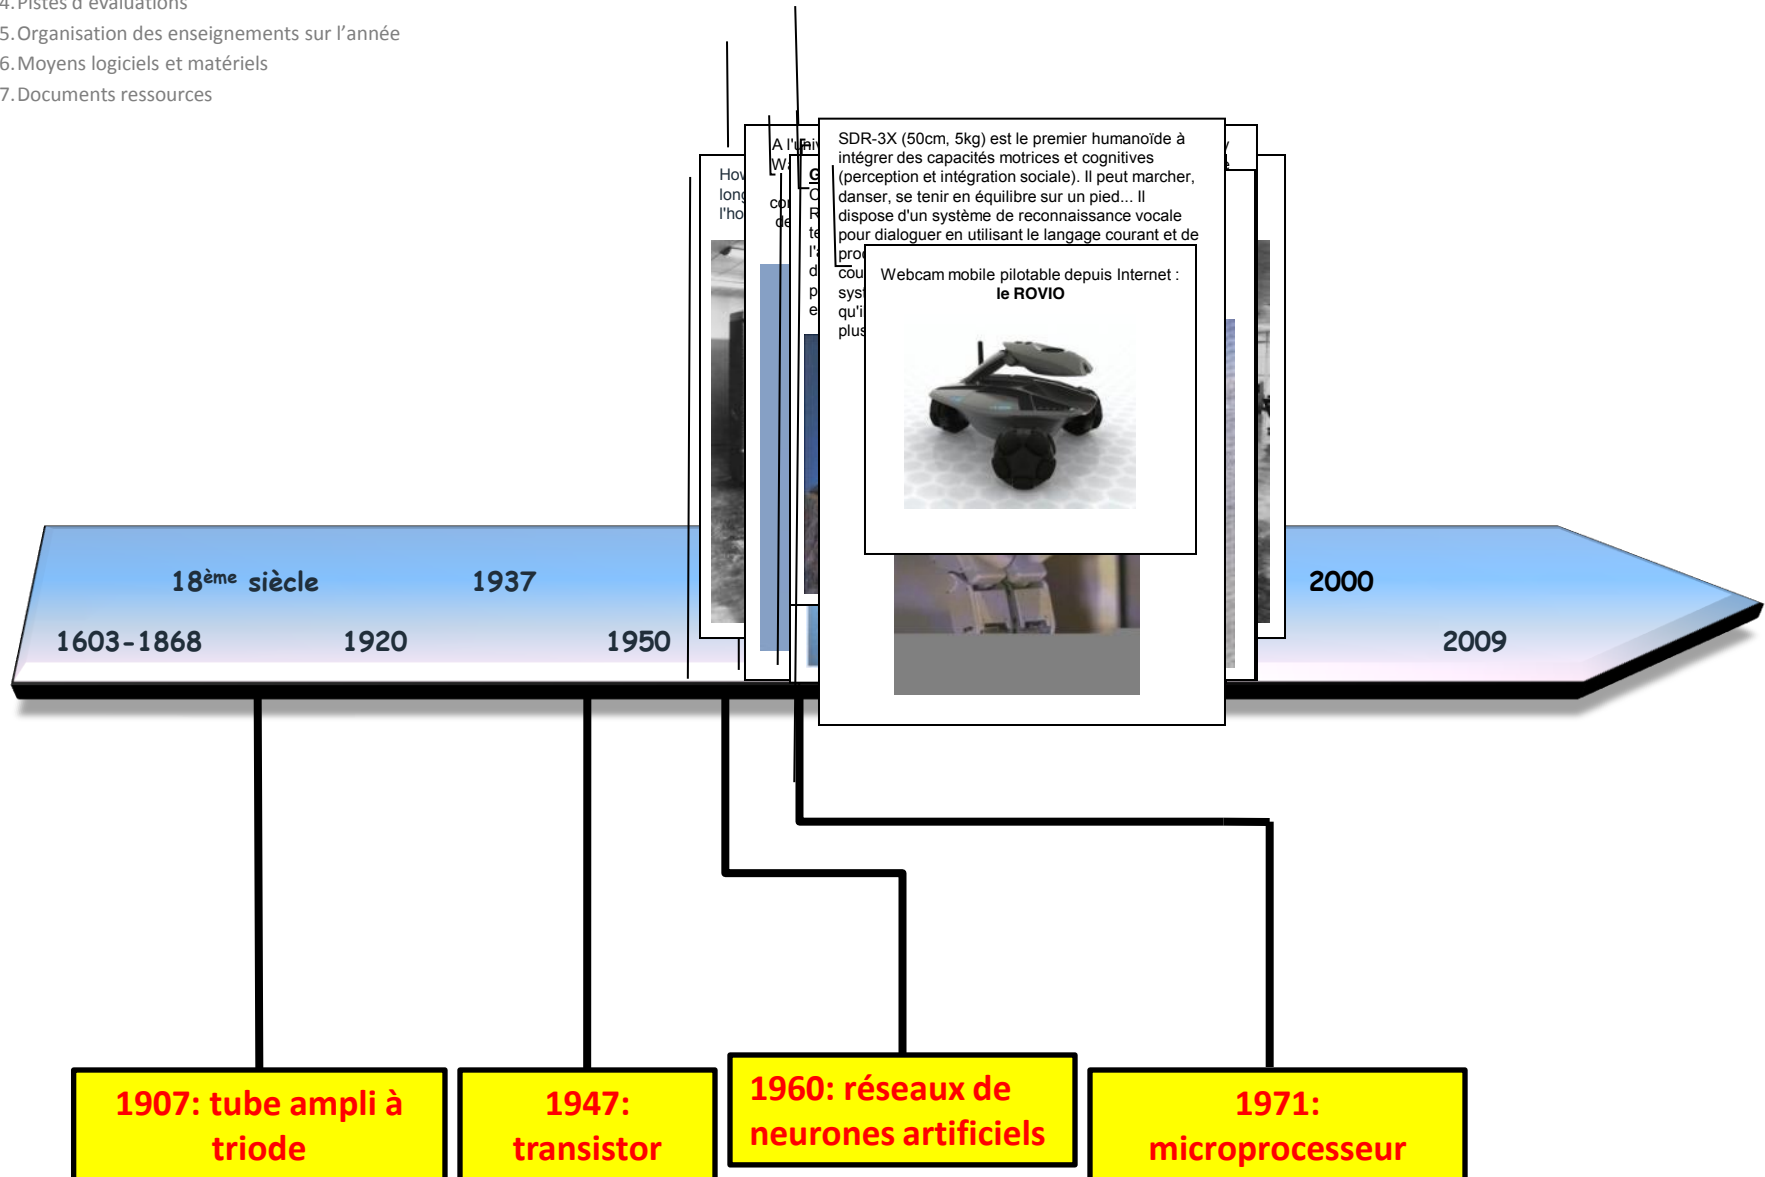 4.Pistes d'évaluations
5.Organisation des enseignements sur l'année
6.Moyens logiciels et matériels
7.Documents ressources
SDR-3X (50cm, 5kg) est le premier humanoïde à
intégrer des capacités motrices et cognitives
(perception et intégration sociale). Il peut marcher,
danser, se tenir en équilibre sur un pied... Il
dispose d'un système de reconnaissance vocale
pour dialoguer en utilisant le langage courant et de
Webcam mobile pilotable depuis Internet :
le ROVIO
18ème siècle
1937
2000
1603-1868
1920
1950
2009
1907: tube ampli à
triode
1947:
transistor
1960: réseaux de
neurones artificiels
1971:
microprocesseur